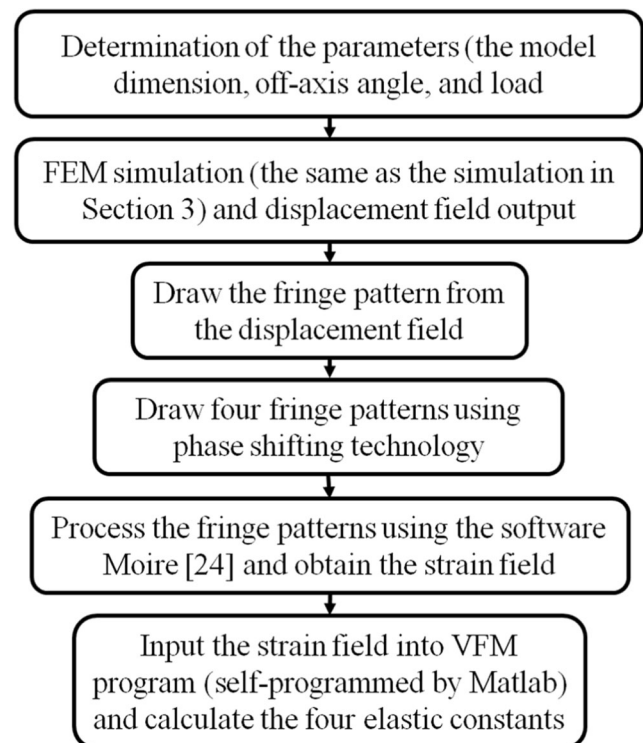 Determination of the parameters (the model
dimension, off-axis angle, and load
FEM simulation (the same as the simulation in
Section 3) and displacement field output
Draw the fringe pattern from
the displacement field
Draw four fringe patterns using
phase shifting technology
Process the fringe patterns using the software
Moire [24] and obtain the strain field
Input the strain field into VFM
program (self-programmed by Matlab)
and calculate the four elastic constants